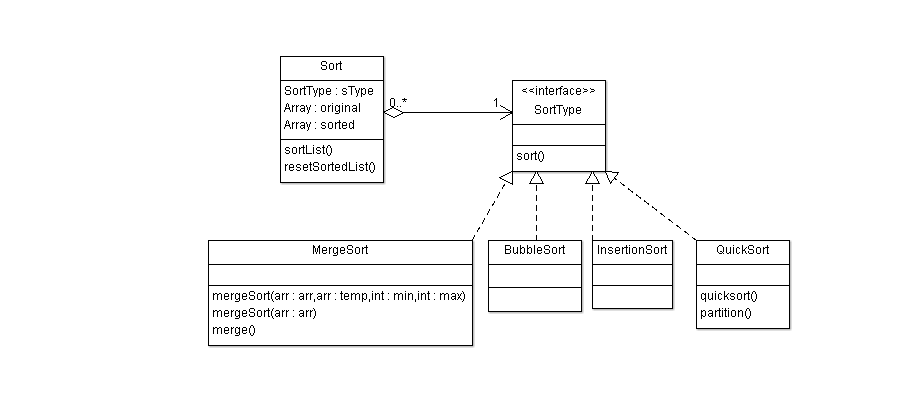 Sort
SortType : sType
Array : original
Array : sorted
sortList()
resetSortedList()
0..*
1
<<interface>>
SortType
sort()
MergeSort
mergeSort(arr : arr,arr : temp,int : min,int : max)
mergeSort(arr : arr)
merge()
BubbleSort
InsertionSort
QuickSort
quicksort()
partition()